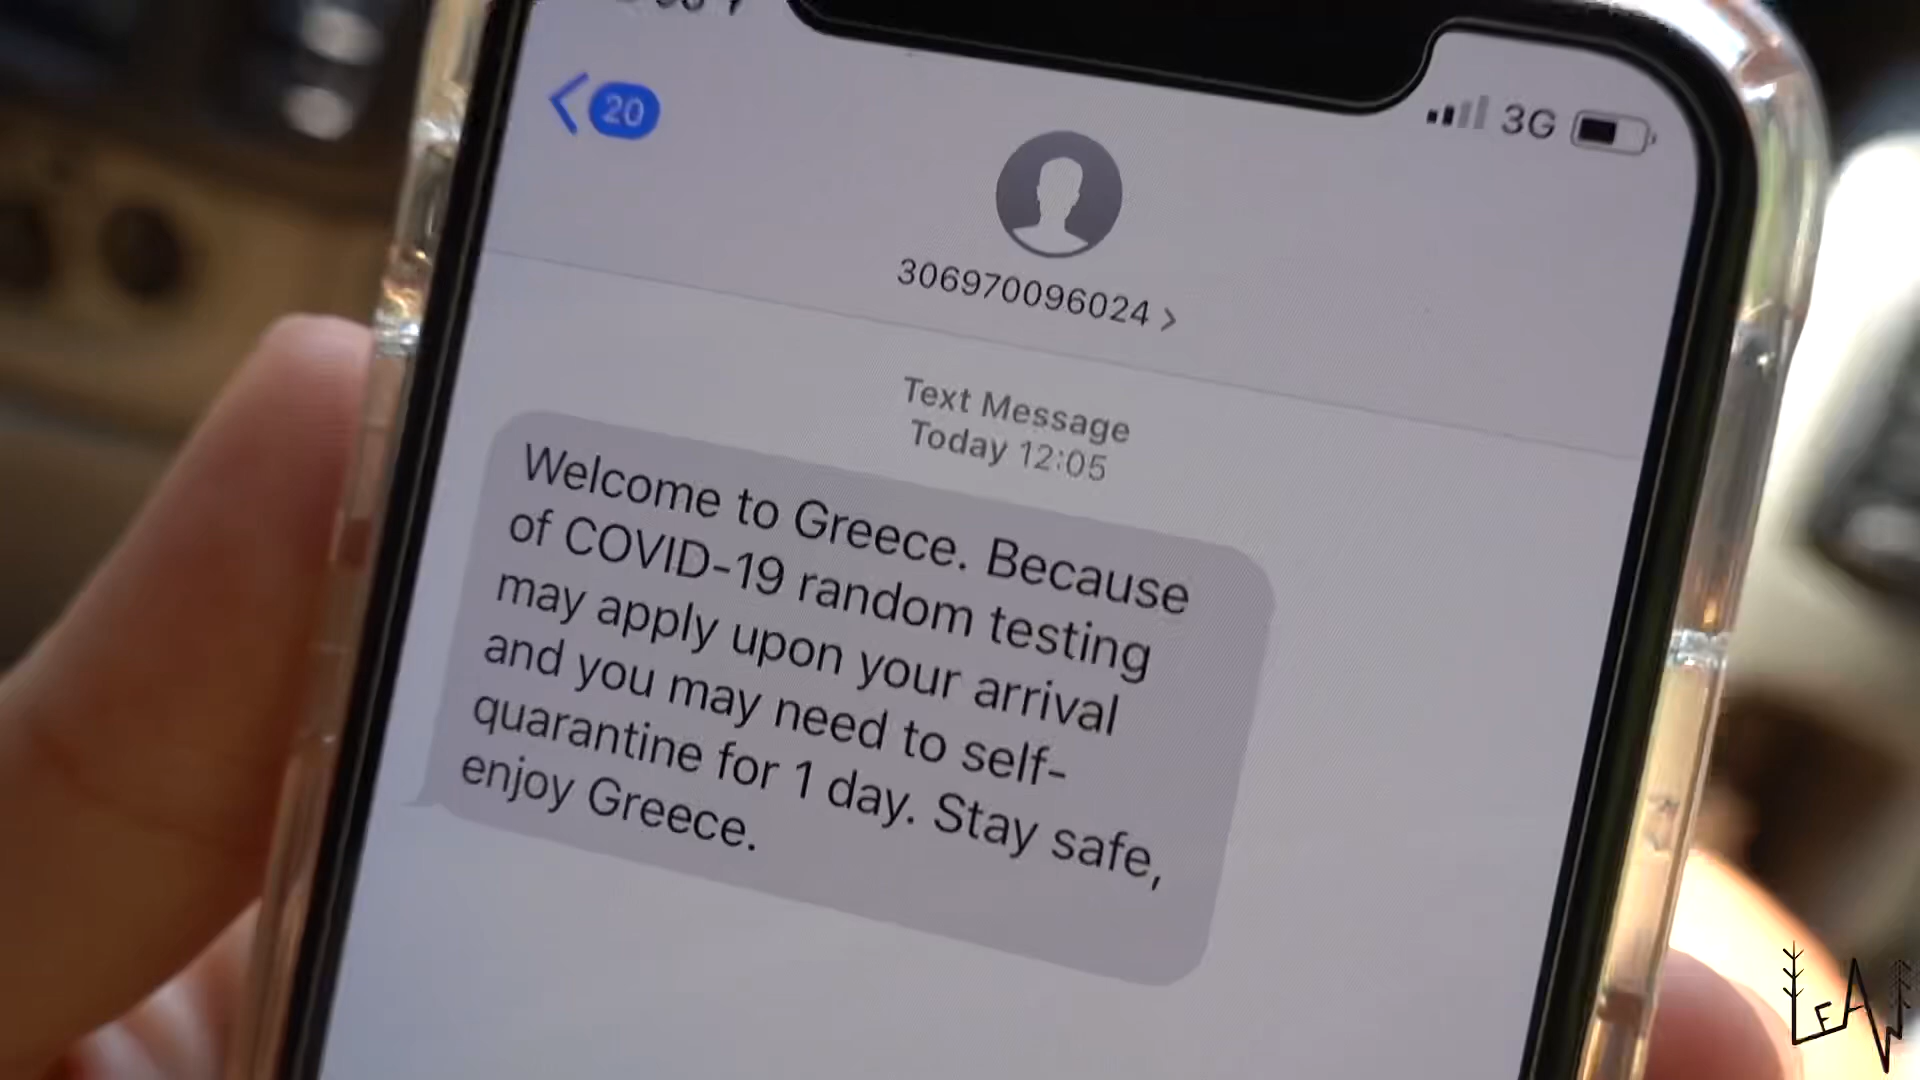 20
3G
306970096024 >
Text Message
Today 12:05
Welcome to Greece. Because
of COVID-19 random testing
may apply upon your arrival
and you may need to self-
quarantine for 1 day. Stay safe,
enjoy Greece.
LEAW